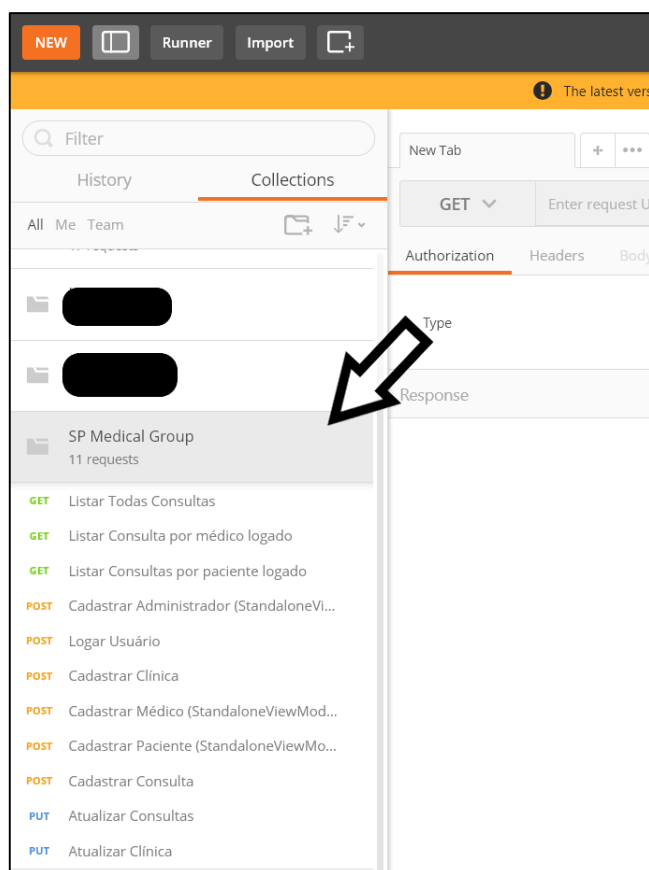 NEW Runner Import
The latest vers
Filter
New Tab
History Collections
GET Enter request U
All Me Team
Authorization Headers Body
Type
Response
SP Medical Group
11 requests
GET Listar Todas Consultas
GET Listar Consulta por médico logado
GET Listar Consultas por paciente logado
POST Cadastrar Administrador (StandaloneVi...
POST Logar Usuário
POST Cadastrar Clínica
POST Cadastrar Médico (StandaloneViewMod...
POST Cadastrar Paciente (StandaloneViewMo...
POST Cadastrar Consulta
PUT Atualizar Consultas
PUT Atualizar Clínica